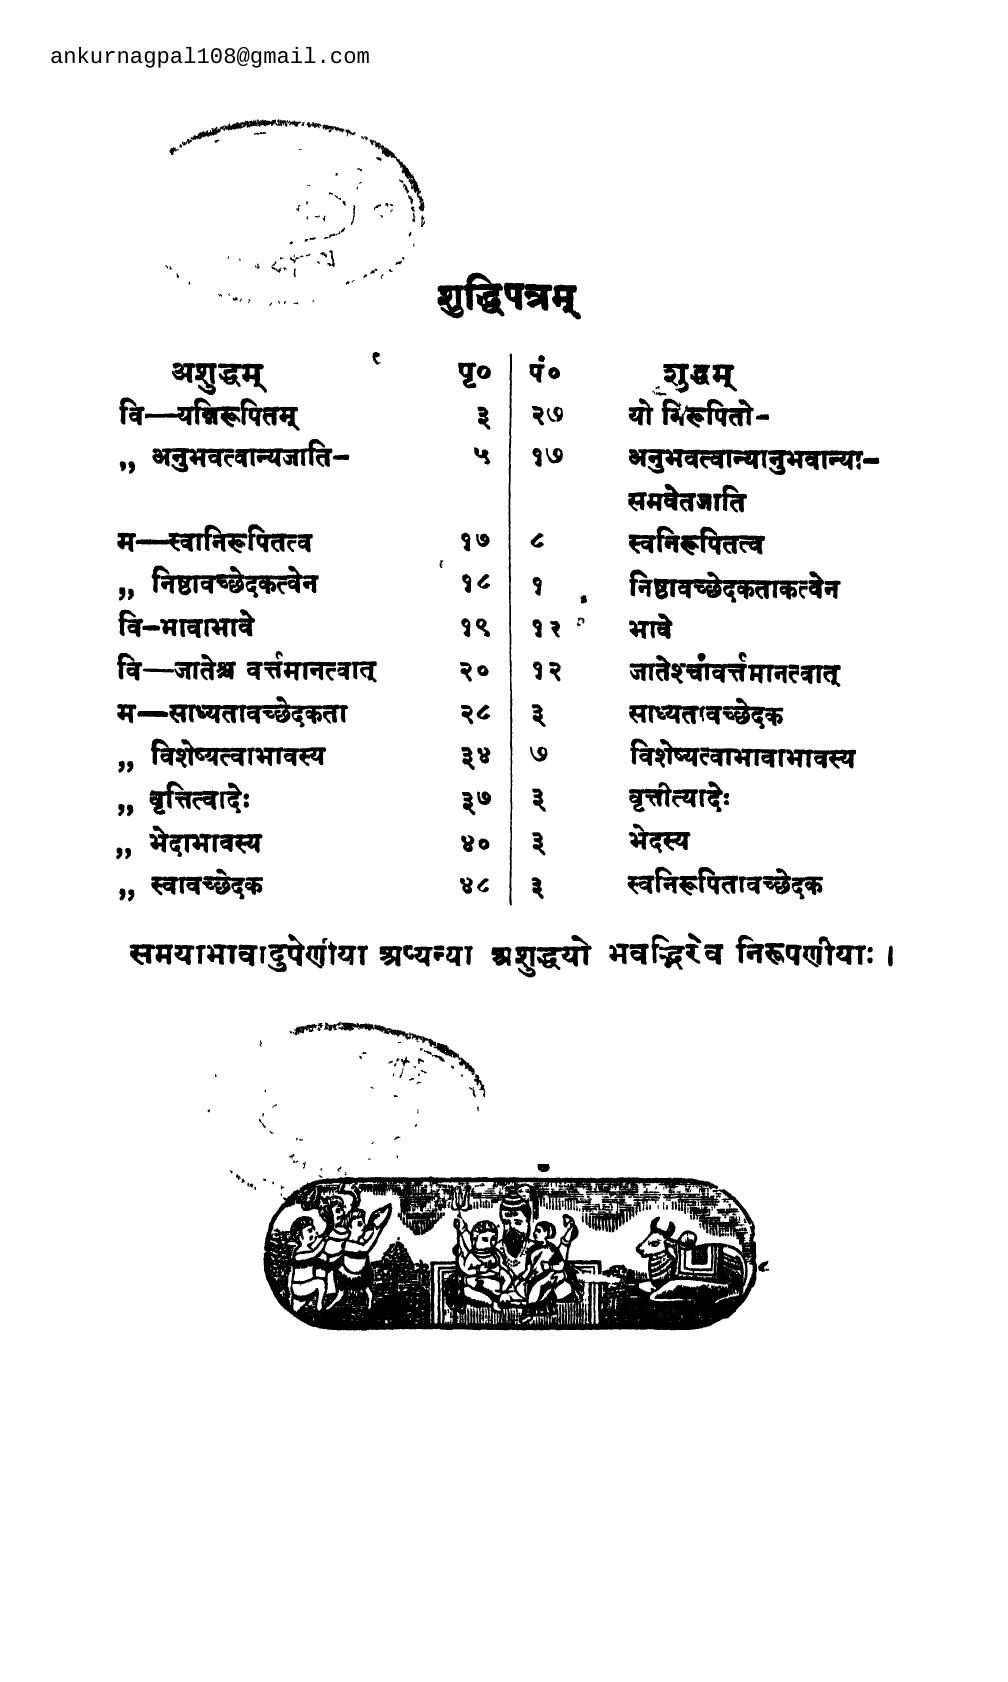 ankurnagpal108@gmail.com
शुद्धिपत्रम्
अशुद्धम् पृ० पं० शुद्धम्
वि—यन्निरूपितम् ३ २७ यो निरूपितो-
,, अनुभवत्वान्यजाति- ५ १७ अनुभवत्वान्यानुभवान्या-
समवेतजाति
म—स्वानिरूपितत्व १७ ८ स्वनिरूपितत्व
,, निष्ठावच्छेदकत्वेन १८ १ निष्ठावच्छेदकताकत्वेन
वि-भावाभावे १९ १२ भावे
वि—जातेश्च वर्त्तमानत्वात् २० १२ जातेश्चावर्त्तमानत्वात्
म—साध्यतावच्छेदकता २८ ३ साध्यतावच्छेदक
,, विशेष्यत्वाभावस्य ३४ ७ विशेष्यत्वाभावाभावस्य
,, वृत्तित्वादेः ३७ ३ वृत्तीत्यादेः
,, भेदाभावस्य ४० ३ भेदस्य
,, स्वावच्छेदक ४८ ३ स्वनिरूपितावच्छेदक
समयाभावादुपेणीया अप्यन्या अशुद्धयो भवद्भिरेव निरूपणीयाः ।